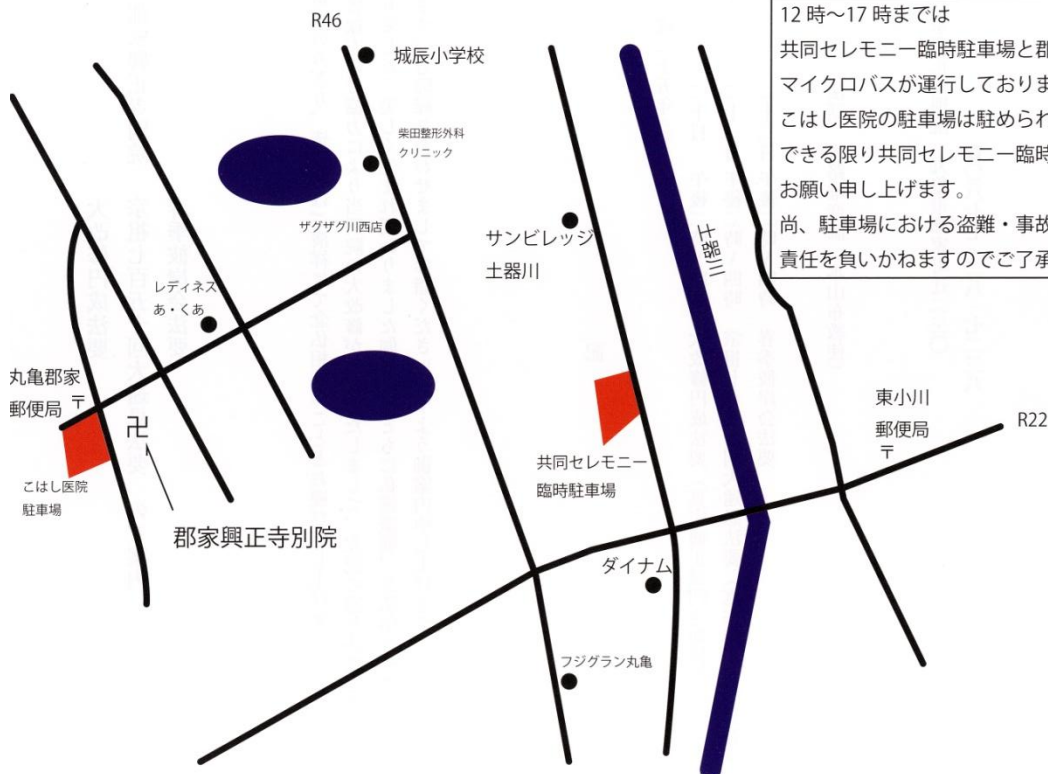 R46
城辰小学校
柴田整形外科
クリニック
ザグザグ川西店
レディネス
あ・くあ
丸亀郡家
郵便局 〒
卍
こはし医院
駐車場
郡家興正寺別院
サンビレッジ
土器川
土器川
共同セレモニー
臨時駐車場
ダイナム
フジグラン丸亀
東小川
郵便局
〒
R22
12時～17時までは
共同セレモニー臨時駐車場と郡
マイクロバスが運行しておりま
こはし医院の駐車場は駐められ
できる限り共同セレモニー臨時
お願い申し上げます。
尚、駐車場における盗難・事故
責任を負いかねますのでご了承